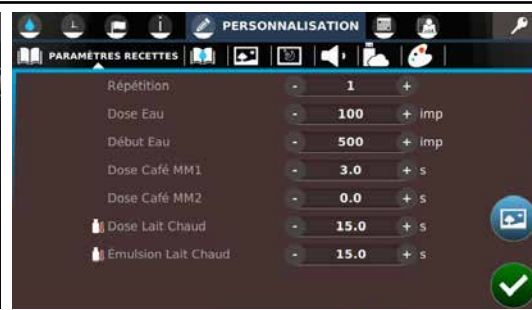 PERSONNALISATION
PARAMÈTRES RECETTES
Répétition - 1 +
Dose Eau - 100 + imp
Début Eau - 500 + imp
Dose Café MM1 - 3.0 + s
Dose Café MM2 - 0.0 + s
Dose Lait Chaud - 15.0 + s
Émulsion Lait Chaud - 15.0 + s